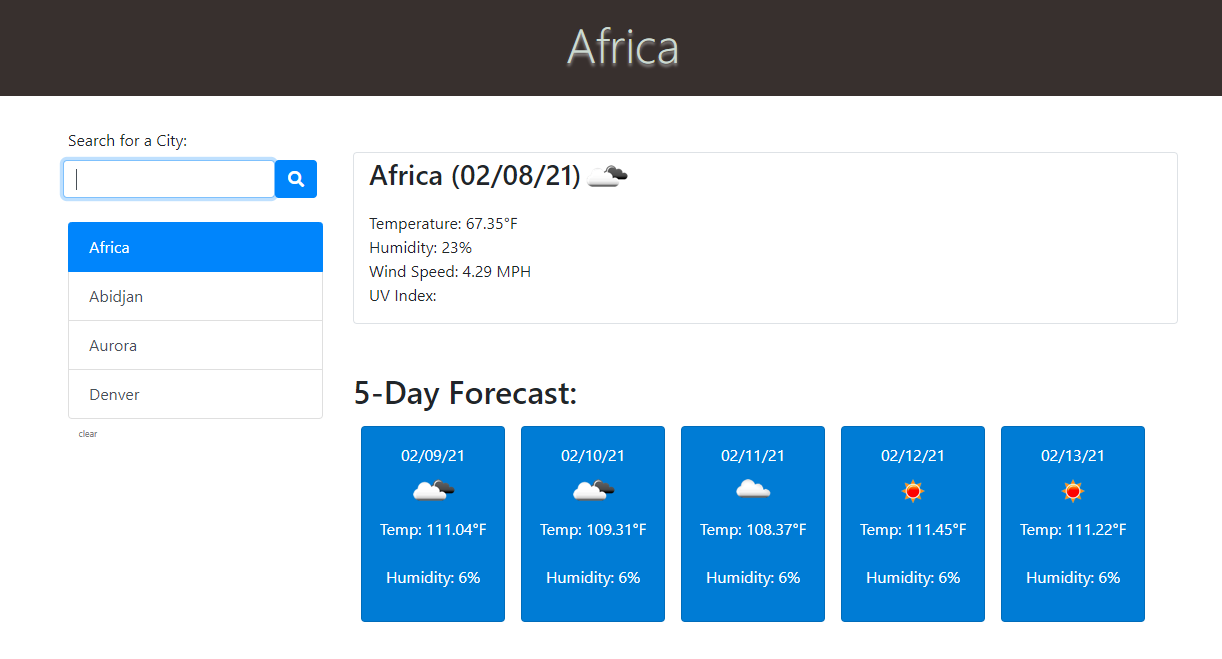 Africa
Search for a City:
Africa
Abidjan
Aurora
Denver
clear
Africa (02/08/21)
Temperature: 67.35°F
Humidity: 23%
Wind Speed: 4.29 MPH
UV Index:
5-Day Forecast:
02/09/21
Temp: 111.04°F
Humidity: 6%
02/10/21
Temp: 109.31°F
Humidity: 6%
02/11/21
Temp: 108.37°F
Humidity: 6%
02/12/21
Temp: 111.45°F
Humidity: 6%
02/13/21
Temp: 111.22°F
Humidity: 6%